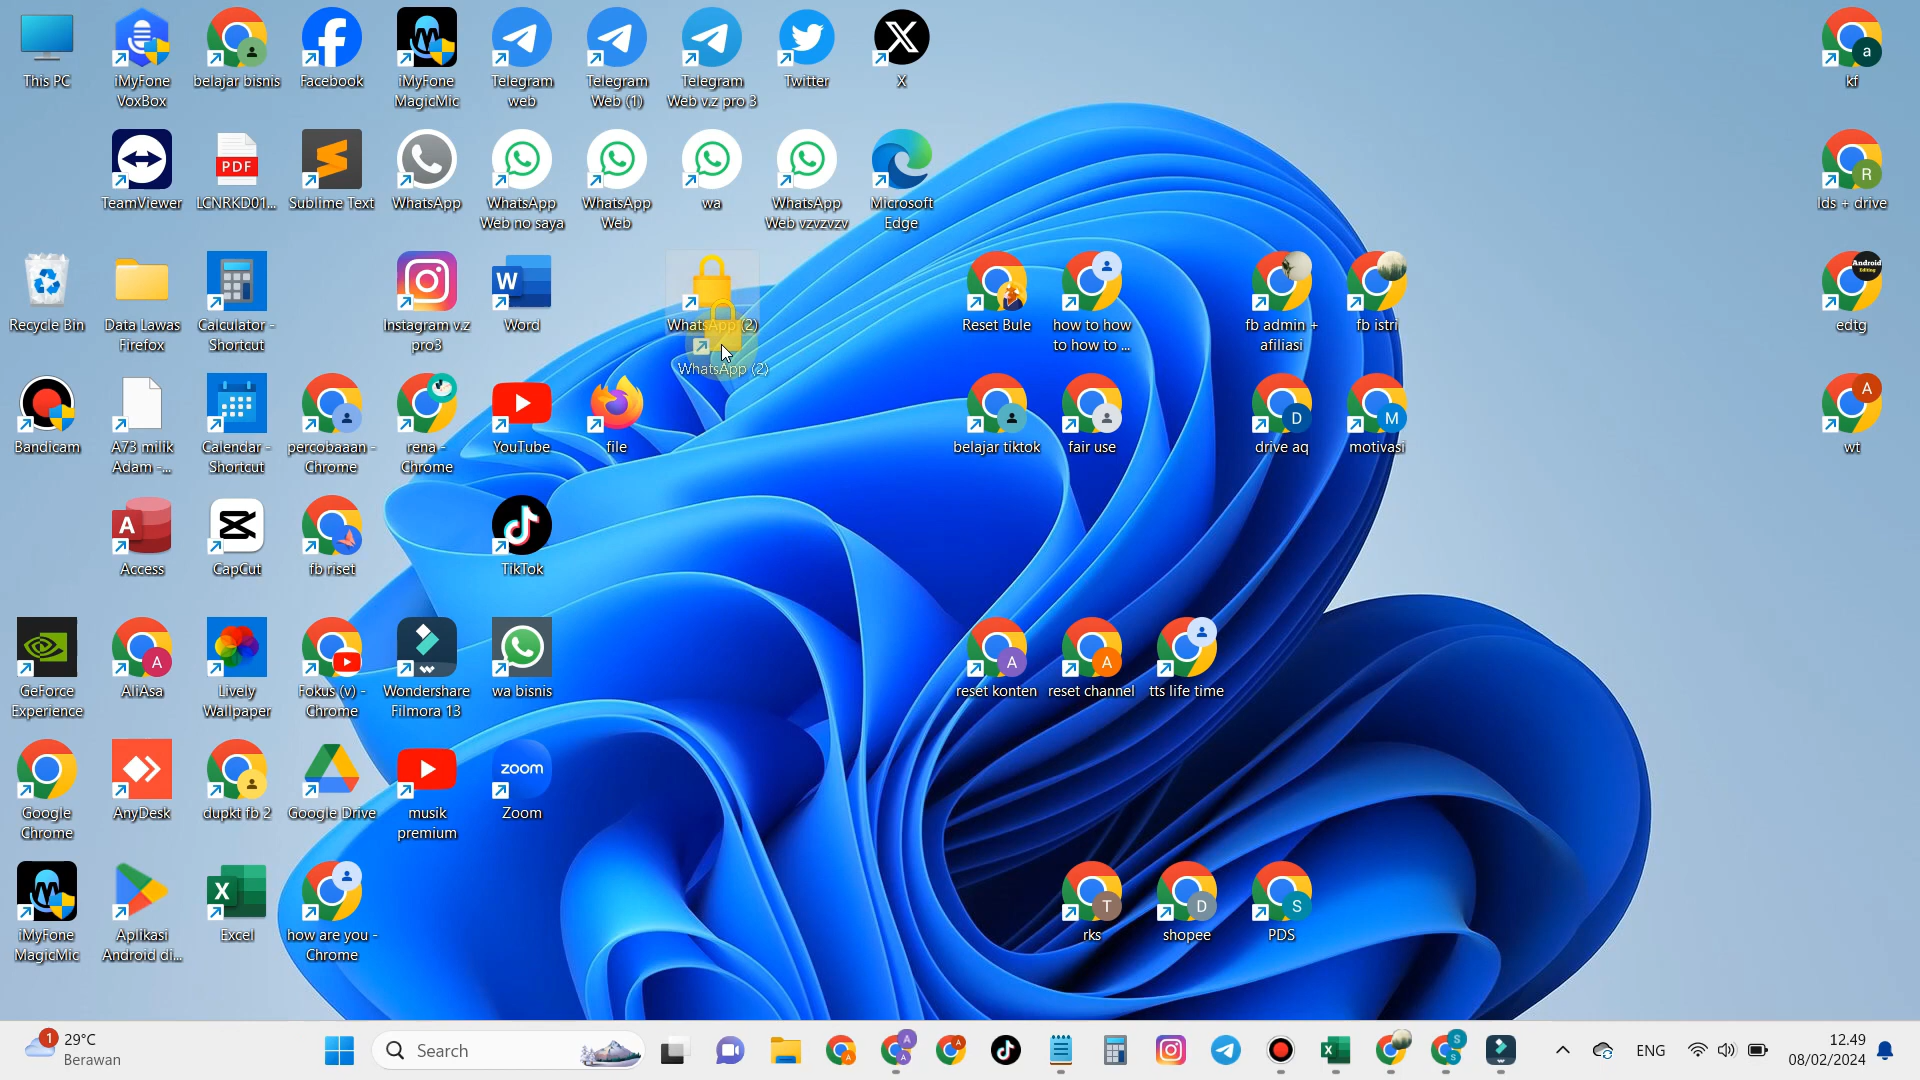 This PC
iMyFone
VoxBox
belajar bisnis
Facebook
iMyFone
MagicMic
Telegram
web
Telegram
Web (1)
Telegram
Web v.z pro 3
Twitter
X
kf
TeamViewer
PDF
LCNRKD01...
Sublime Text
WhatsApp
WhatsApp
Web no saya
WhatsApp
Web
wa
WhatsApp
Web vzvzvzv
Microsoft
Edge
lds + drive
Recycle Bin
Data Lawas
Firefox
Calculator -
Shortcut
Instagram v.z
pro3
Word
WhatsApp (2)
WhatsApp (2)
Reset Bule
how to how
to how to ...
fb admin +
afiliasi
fb istri
Android
edtg
Bandicam
A73 milik
Adam -...
Calendar -
Shortcut
percobaaan -
Chrome
rena -
Chrome
YouTube
file
belajar tiktok
fair use
drive aq
motivasi
wt
Access
CapCut
fb riset
TikTok
GeForce
Experience
AliAsa
Lively
Wallpaper
Fokus (v) -
Chrome
Wondershare
Filmora 13
wa bisnis
reset konten
reset channel
tts life time
Google
Chrome
AnyDesk
dupkt fb 2
Google Drive
musik
premium
zoom
Zoom
iMyFone
MagicMic
Aplikasi
Android di...
Excel
how are you -
Chrome
rks
shopee
PDS
1
29°C
Berawan
Search
ENG
12.49
08/02/2024